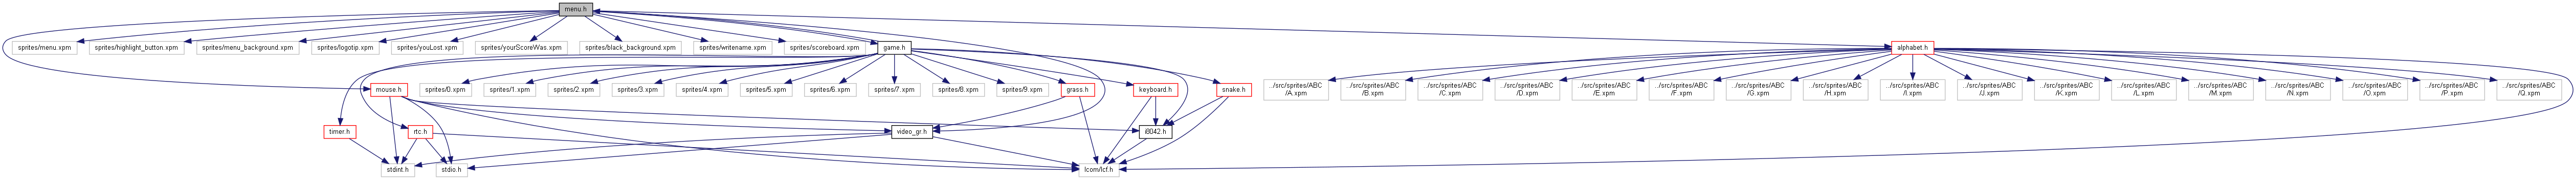 menu.h
sprites/menu.xpm
sprites/highlight_button.xpm
sprites/menu_background.xpm
sprites/logotip.xpm
sprites/youLost.xpm
sprites/yourScoreWas.xpm
sprites/black_background.xpm
sprites/writename.xpm
sprites/scoreboard.xpm
game.h
alphabet.h
mouse.h
sprites/0.xpm
sprites/1.xpm
sprites/2.xpm
sprites/3.xpm
sprites/4.xpm
sprites/5.xpm
sprites/6.xpm
sprites/7.xpm
sprites/8.xpm
sprites/9.xpm
grass.h
keyboard.h
snake.h
../src/sprites/ABC
/A.xpm
../src/sprites/ABC
/B.xpm
../src/sprites/ABC
/C.xpm
../src/sprites/ABC
/D.xpm
../src/sprites/ABC
/E.xpm
../src/sprites/ABC
/F.xpm
../src/sprites/ABC
/G.xpm
../src/sprites/ABC
/H.xpm
../src/sprites/ABC
/I.xpm
../src/sprites/ABC
/J.xpm
../src/sprites/ABC
/K.xpm
../src/sprites/ABC
/L.xpm
../src/sprites/ABC
/M.xpm
../src/sprites/ABC
/N.xpm
../src/sprites/ABC
/O.xpm
../src/sprites/ABC
/P.xpm
../src/sprites/ABC
/Q.xpm
timer.h
rtc.h
video_gr.h
i8042.h
stdint.h
stdio.h
lcom/lcf.h